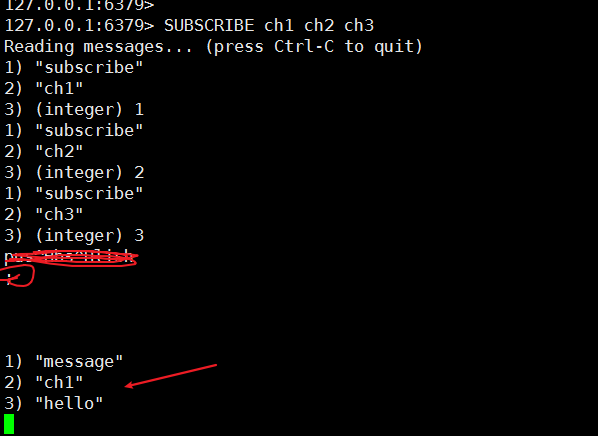 127.0.0.1:6379>
127.0.0.1:6379> SUBSCRIBE ch1 ch2 ch3
Reading messages... (press Ctrl-C to quit)
1) "subscribe"
2) "ch1"
3) (integer) 1
1) "subscribe"
2) "ch2"
3) (integer) 2
1) "subscribe"
2) "ch3"
3) (integer) 3
1) "message"
2) "ch1"
3) "hello"